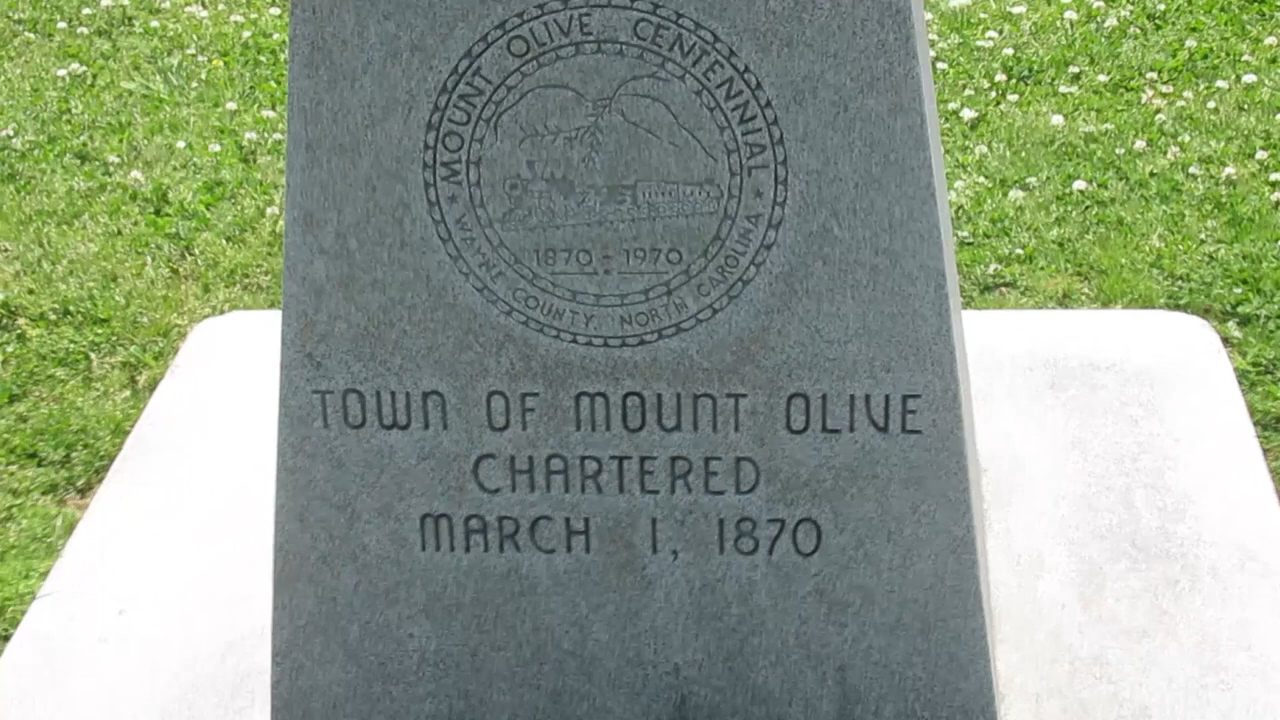 MOUNT OLIVE CENTENNIAL
1870 - 1970
WAYNE COUNTY, NORTH CAROLINA
TOWN OF MOUNT OLIVE
CHARTERED
MARCH 1, 1870